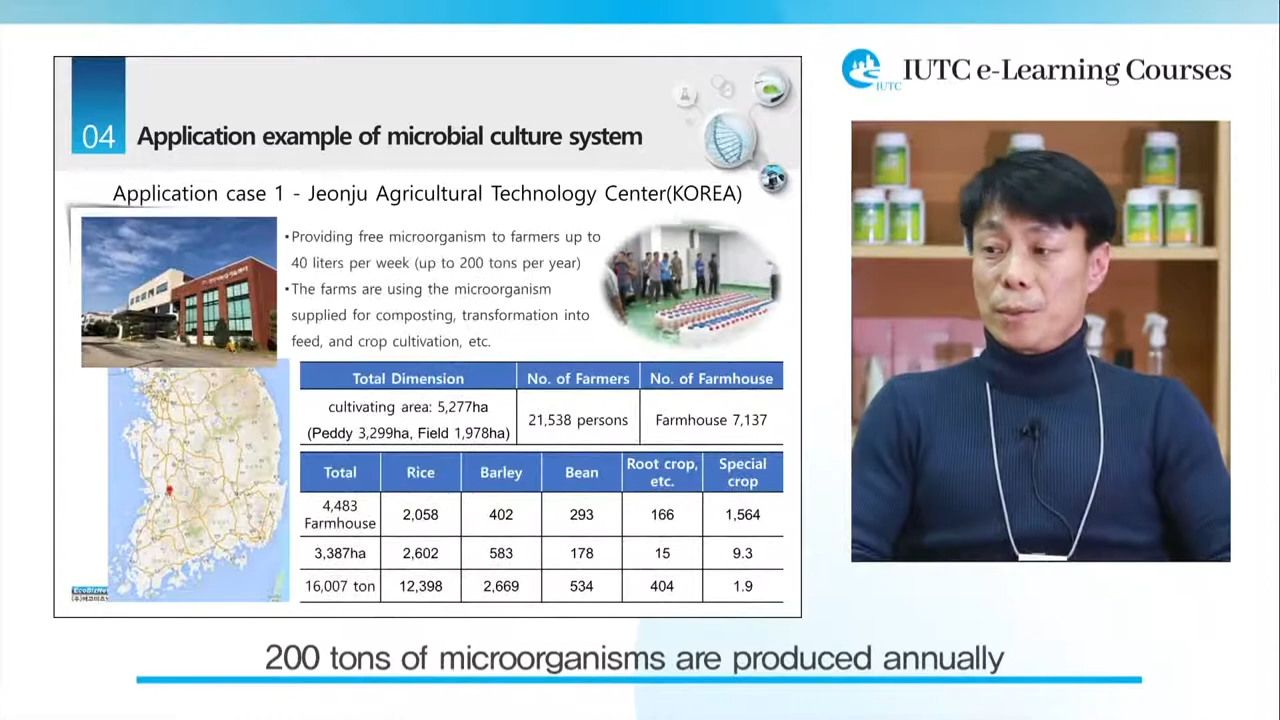 IUTC e-Learning Courses
IUTC
04 Application example of microbial culture system
Application case 1 - Jeonju Agricultural Technology Center(KOREA)
•Providing free microorganism to farmers up to
40 liters per week (up to 200 tons per year)
•The farms are using the microorganism
supplied for composting, transformation into
feed, and crop cultivation, etc.
Total Dimension No. of Farmers No. of Farmhouse
cultivating area: 5,277ha
(Peddy 3,299ha, Field 1,978ha) 21,538 persons Farmhouse 7,137
Total Rice Barley Bean Root crop, etc. Special crop
4,483 Farmhouse 2,058 402 293 166 1,564
3,387ha 2,602 583 178 15 9.3
16,007 ton 12,398 2,669 534 404 1.9
200 tons of microorganisms are produced annually